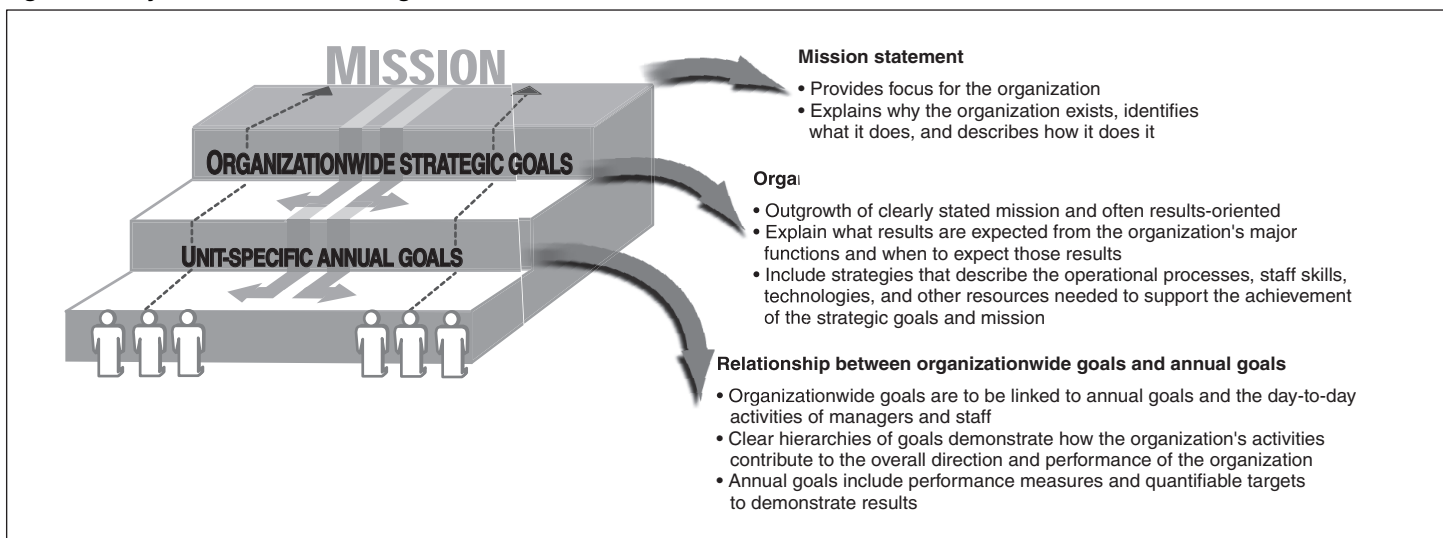 MISSION
ORGANIZATIONWIDE STRATEGIC GOALS
UNIT-SPECIFIC ANNUAL GOALS
Mission statement
• Provides focus for the organization
• Explains why the organization exists, identifies
what it does, and describes how it does it
• Outgrowth of clearly stated mission and often results-oriented
• Explain what results are expected from the organization's major
functions and when to expect those results
• Include strategies that describe the operational processes, staff skills,
technologies, and other resources needed to support the achievement
of the strategic goals and mission
Relationship between organizationwide goals and annual goals
• Organizationwide goals are to be linked to annual goals and the day-to-day
activities of managers and staff
• Clear hierarchies of goals demonstrate how the organization's activities
contribute to the overall direction and performance of the organization
• Annual goals include performance measures and quantifiable targets
to demonstrate results